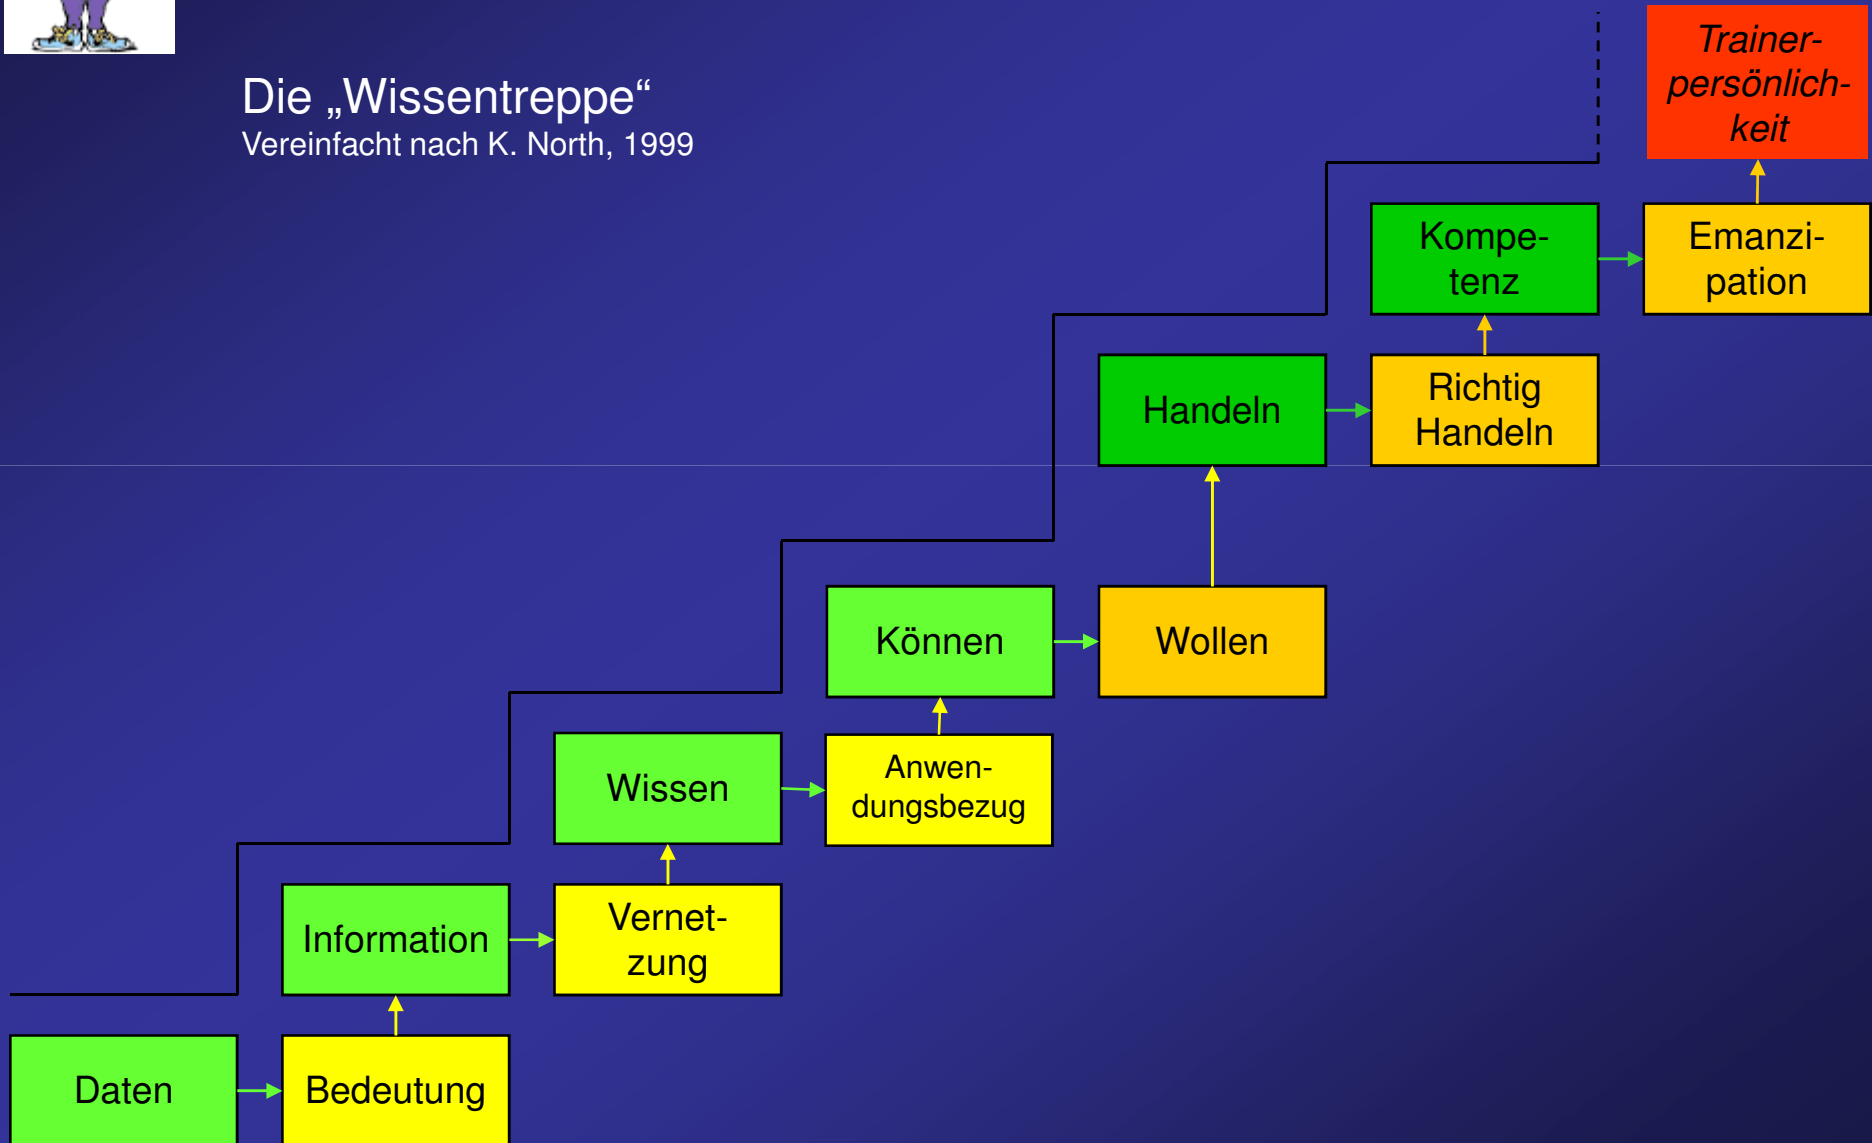 Die „Wissentreppe“
Vereinfacht nach K. North, 1999
Trainer-
persönlich-
keit
Kompe-
tenz
Emanzi-
pation
Handeln
Richtig
Handeln
Können
Wollen
Wissen
Anwen-
dungsbezug
Information
Vernet-
zung
Daten
Bedeutung